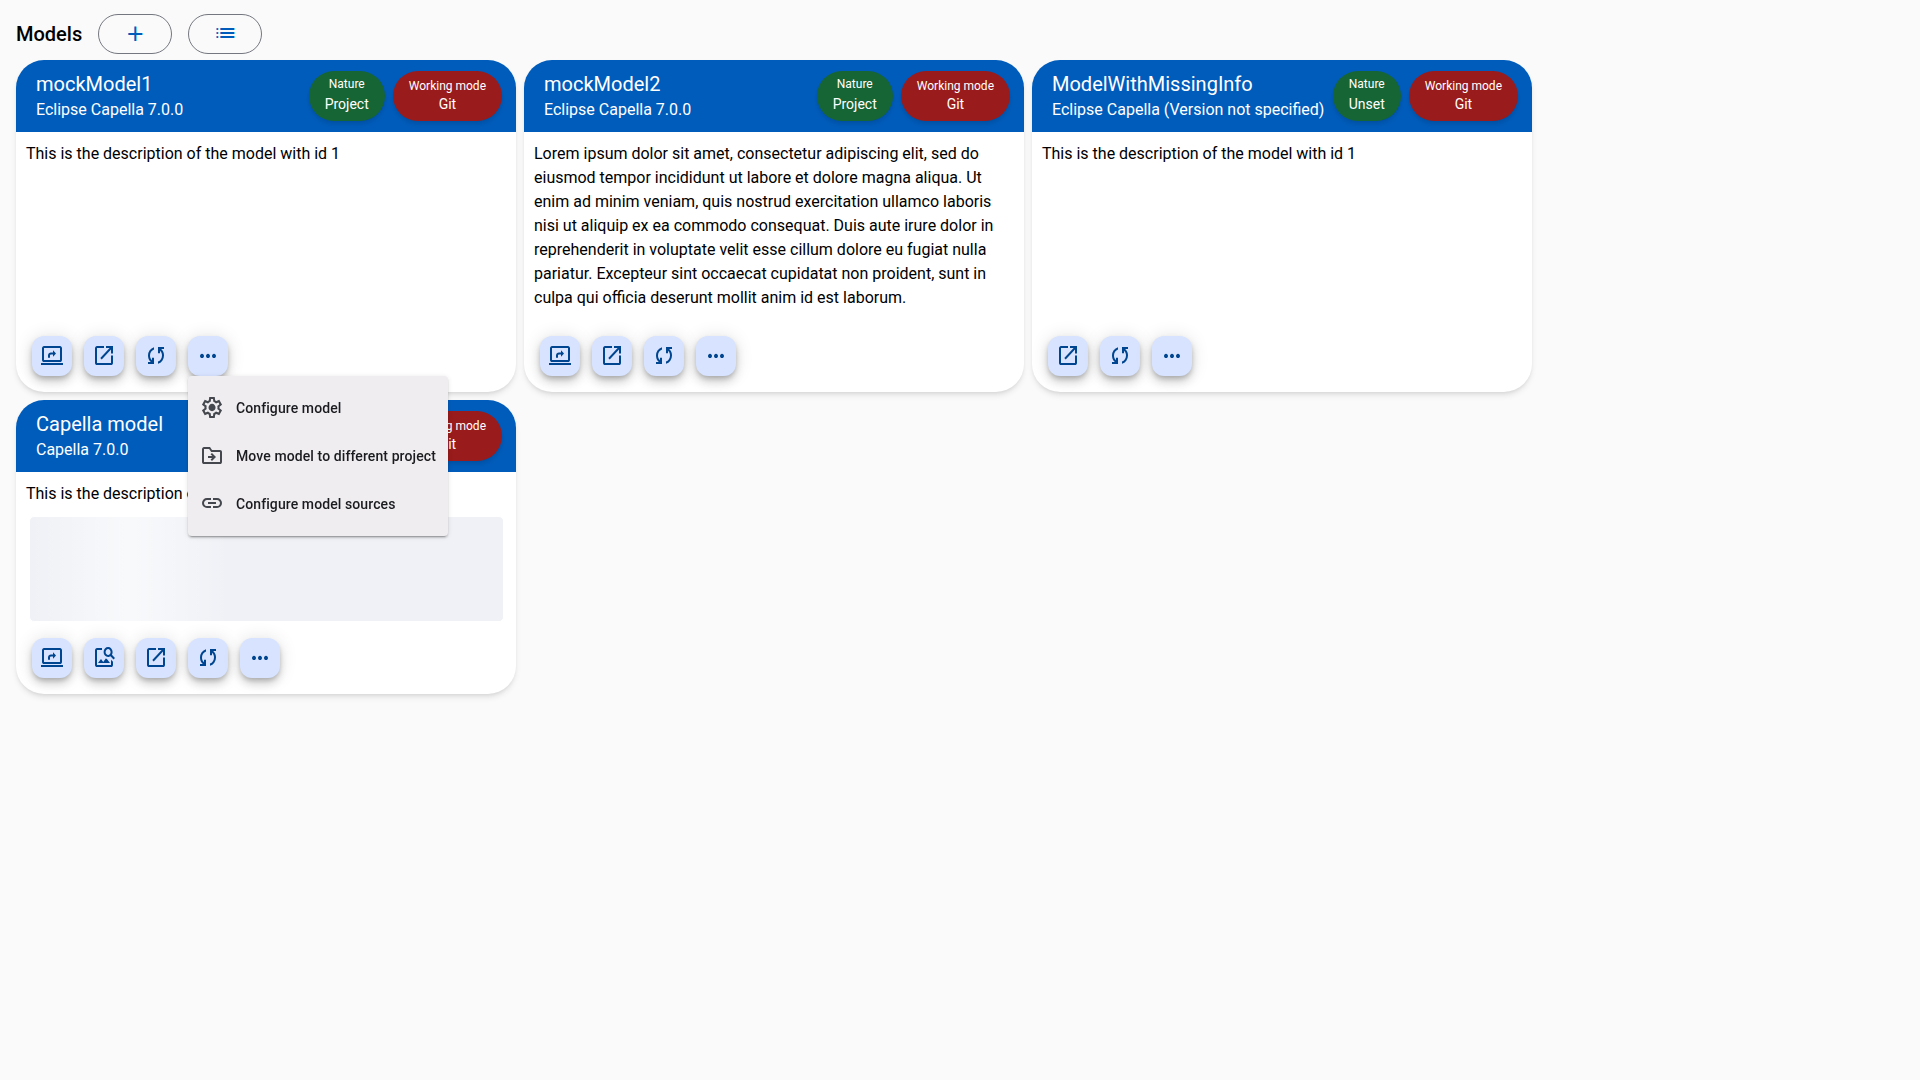 Models
mockModel1
Eclipse Capella 7.0.0
Nature
Project
Working mode
Git
This is the description of the model with id 1
mockModel2
Eclipse Capella 7.0.0
Nature
Project
Working mode
Git
Lorem ipsum dolor sit amet, consectetur adipiscing elit, sed do
eiusmod tempor incididunt ut labore et dolore magna aliqua. Ut
enim ad minim veniam, quis nostrud exercitation ullamco laboris
nisi ut aliquip ex ea commodo consequat. Duis aute irure dolor in
reprehenderit in voluptate velit esse cillum dolore eu fugiat nulla
pariatur. Excepteur sint occaecat cupidatat non proident, sunt in
culpa qui officia deserunt mollit anim id est laborum.
ModelWithMissingInfo
Eclipse Capella (Version not specified)
Nature
Unset
Working mode
Git
This is the description of the model with id 1
Configure model
Move model to different project
Configure model sources
Capella model
Capella 7.0.0
mode
This is the description